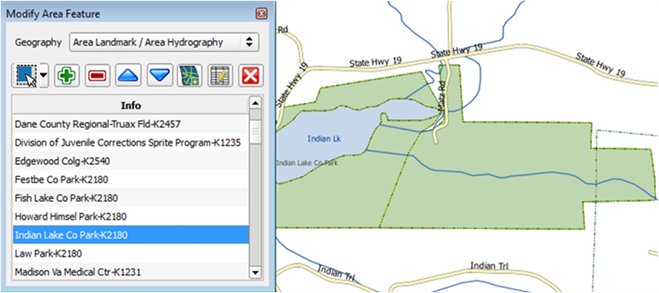 Modify Area Feature
Geography
Area Landmark / Area Hydrography
Info
Dane County Regional-Truax Fld-K2457
Division of Juvenile Corrections Sprite Program-K1235
Edgewood Colg-K2540
Festbe Co Park-K2180
Fish Lake Co Park-K2180
Howard Himsel Park-K2180
Indian Lake Co Park-K2180
Law Park-K2180
Madison Va Medical Ctr-K1231
Rd
State Hwy 19
State Hwy 19
State Hwy 19
Matz Rd
Indian Lk
Indian Lake Co Park
Indian Trl
Indian Trl